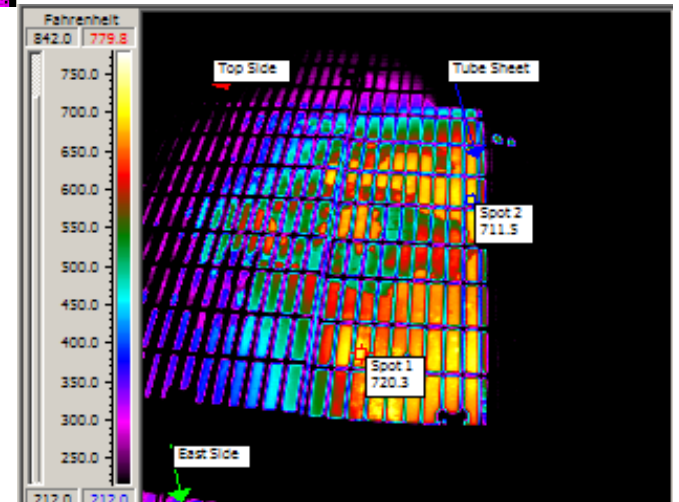 Fahrenheit
842.0 779.8
750.0
700.0
650.0
600.0
550.0
500.0
450.0
400.0
350.0
300.0
250.0
212.0 212.0
Top Side
Tube Sheet
Spot 2
711.5
Spot 1
720.3
East Side